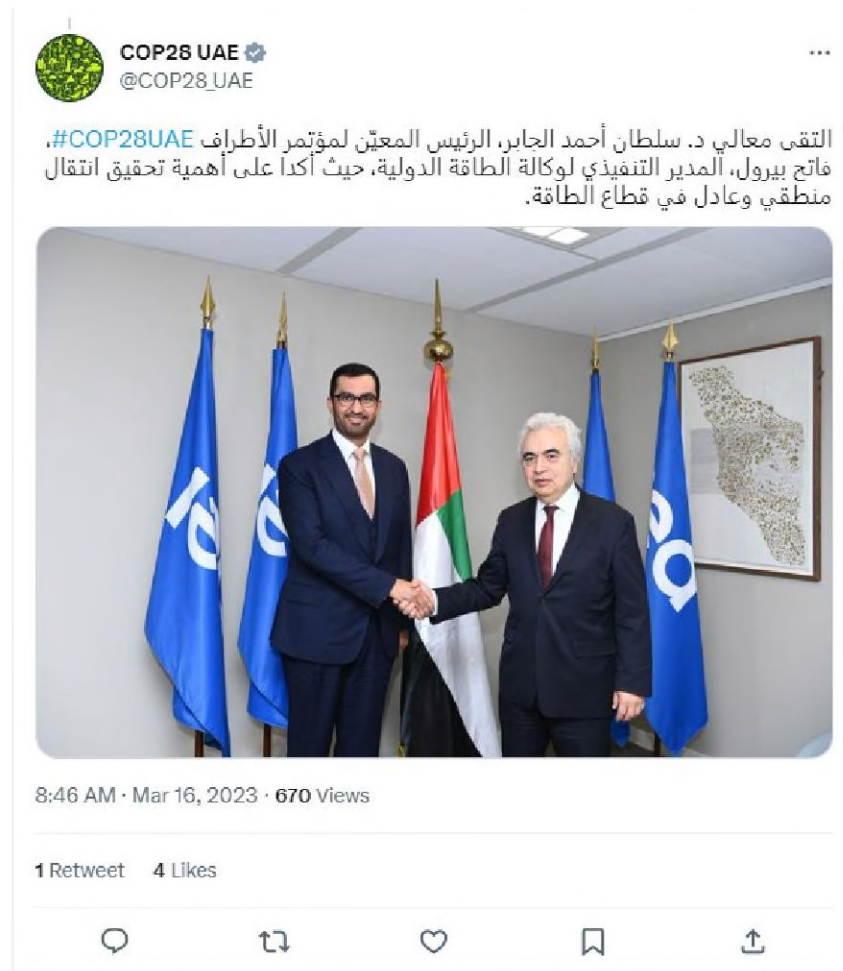 COP28 UAE
@COP28_UAE
التقى معالي د. سلطان أحمد الجابر، الرئيس المعيّن لمؤتمر الأطراف #COP28UAE،
فاتح بيرول، المدير التنفيذي لوكالة الطاقة الدولية، حيث أكدا على أهمية تحقيق انتقال
منطقي وعادل في قطاع الطاقة.
8:46 AM · Mar 16, 2023 · 670 Views
1 Retweet 4 Likes